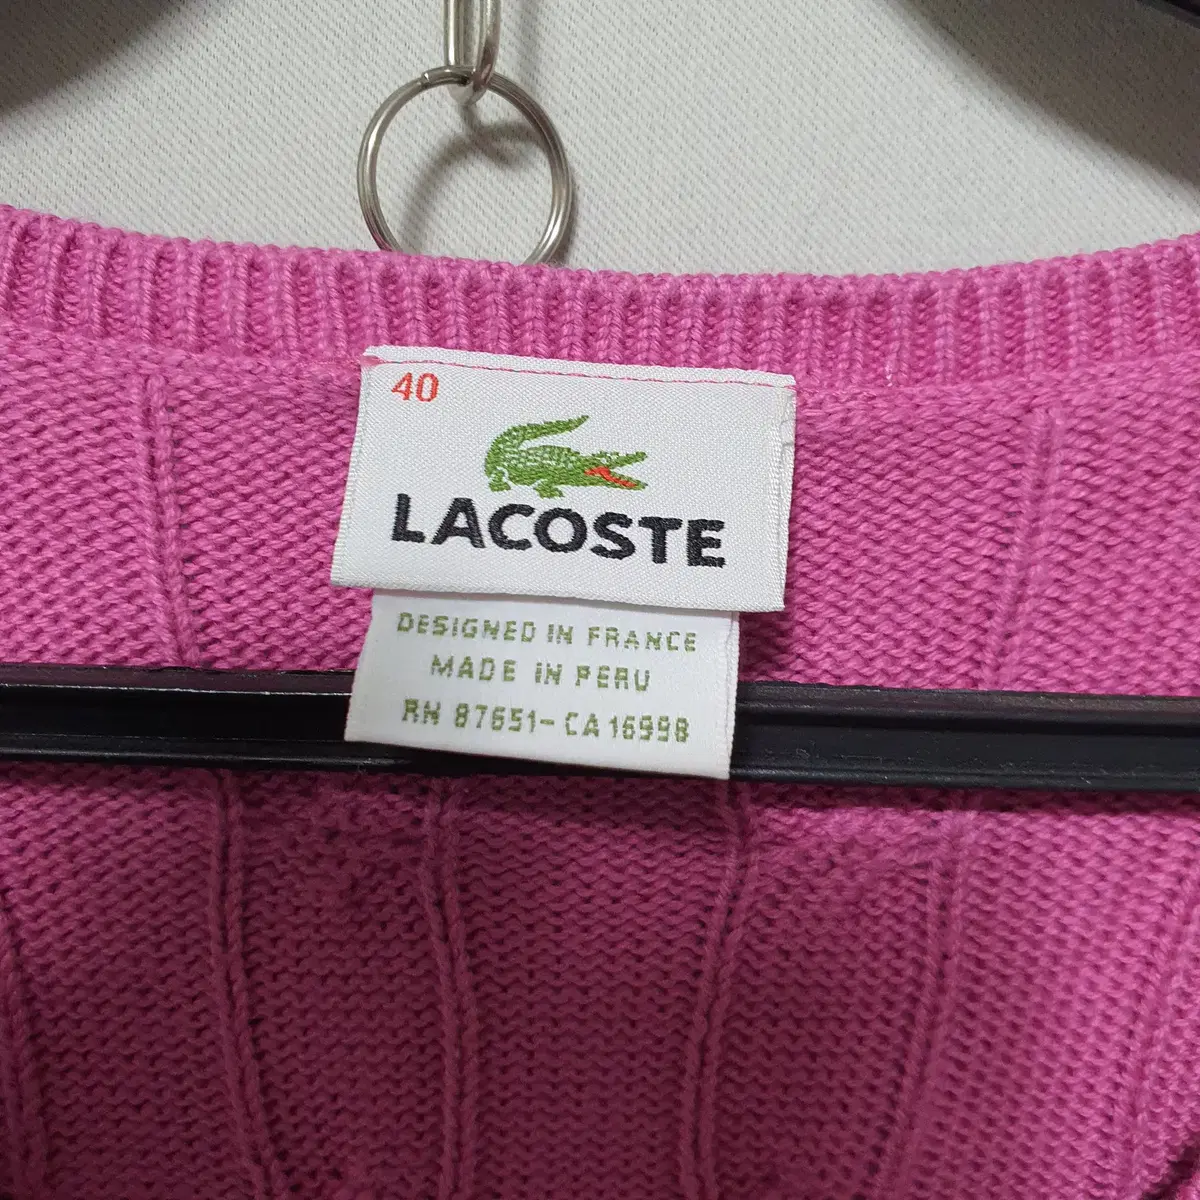 40
LACOSTE
DESIGNED IN FRANCE
MADE IN PERU
RN 87651-CA 16998